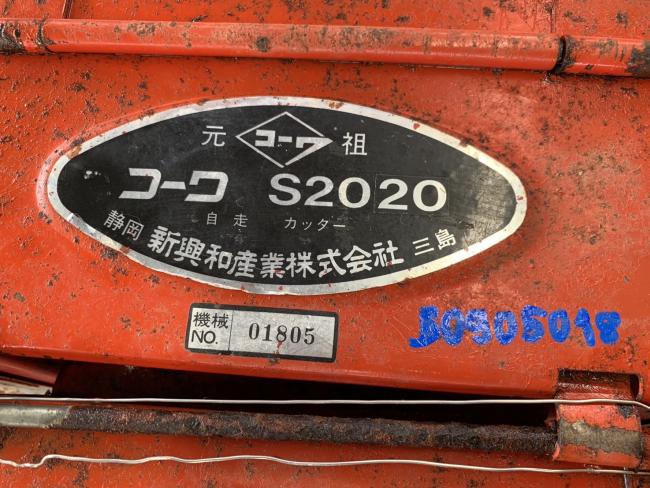 元 コーワ 祖
コーワ S2020
自走 カッター
静岡 新興和産業株式会社 三島
機械
NO. 01805
30505018